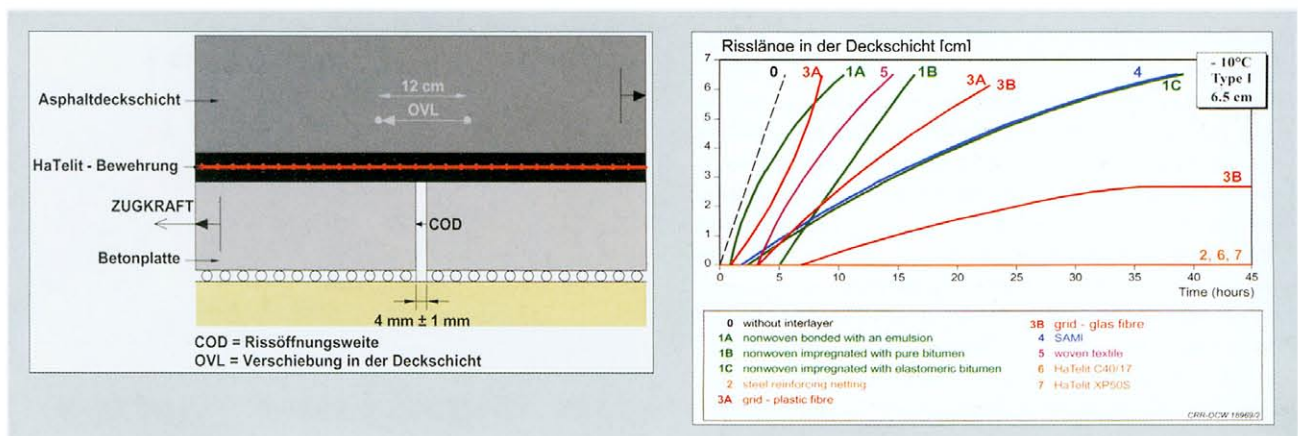 Asphaltdeckschicht
12 cm
OVL
HaTelit - Bewehrung
ZUGKRAFT
COD
Betonplatte
4 mm ± 1 mm
COD = Rissöffnungsweite
OVL = Verschiebung in der Deckschicht
Risslänge in der Deckschicht [cm]
7
6
5
4
3
2
1
0
0 3A 1A 5 1B 3A 3B 4 1C
- 10°C
Type I
6.5 cm
3B
2, 6, 7
0 5 10 15 20 25 30 35 40 45
Time (hours)
0 without interlayer
1A nonwoven bonded with an emulsion
1B nonwoven impregnated with pure bitumen
1C nonwoven impregnated with elastomeric bitumen
2 steel reinforcing netting
3A grid - plastic fibre
3B grid - glas fibre
4 SAMI
5 woven textile
6 HaTelit C40/17
7 HaTelit XP50S
CRR-OCW 16969/2